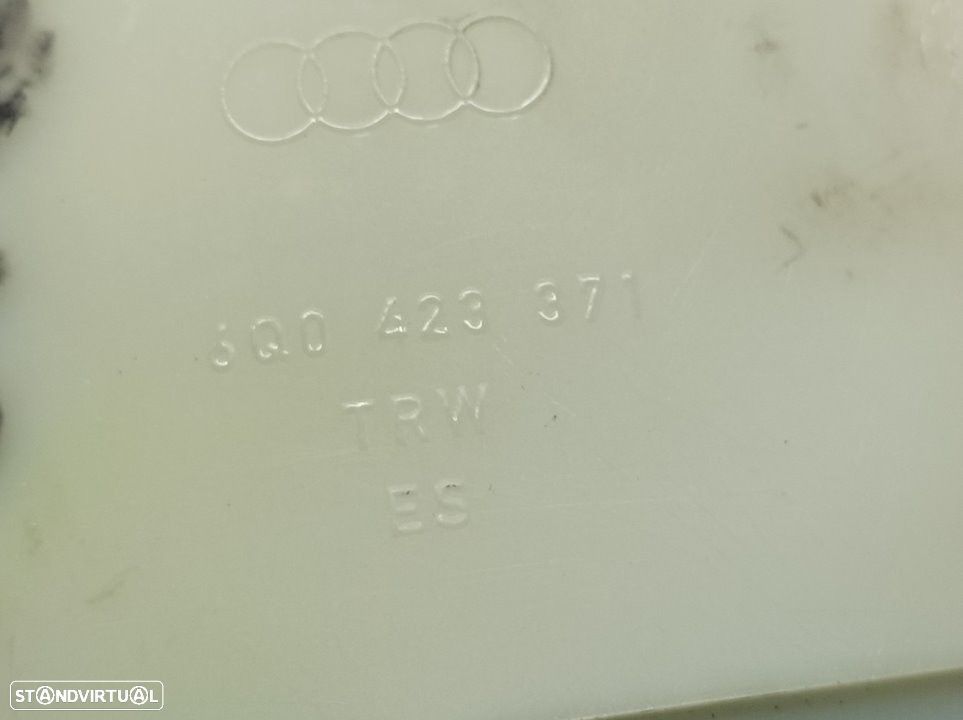 6Q0 423 371
TRW
ES
STANDVIRTUAL